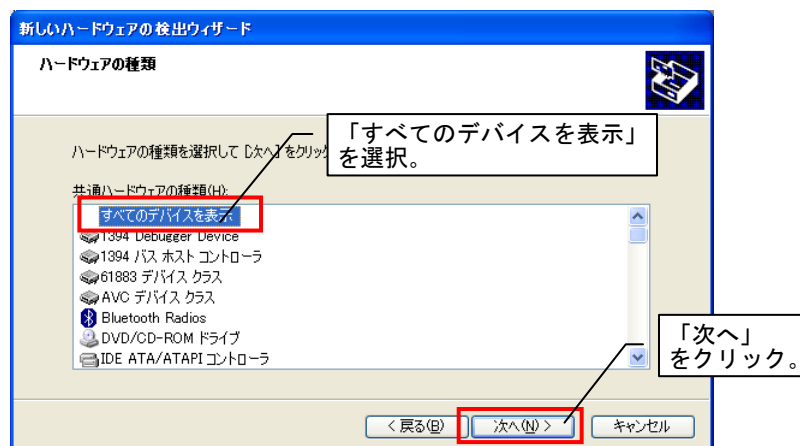 新しいハードウェアの検出ウィザード
ハードウェアの種類
「すべてのデバイスを表示」
を選択。
ハードウェアの種類を選択して [次へ] をクリック
共通ハードウェアの種類(H):
すべてのデバイスを表示
1394 Debugger Device
1394 バス ホスト コントローラ
61883 デバイス クラス
AVC デバイス クラス
Bluetooth Radios
DVD/CD-ROM ドライブ
IDE ATA/ATAPI コントローラ
「次へ」
をクリック。
< 戻る(B)
次へ(N) >
キャンセル